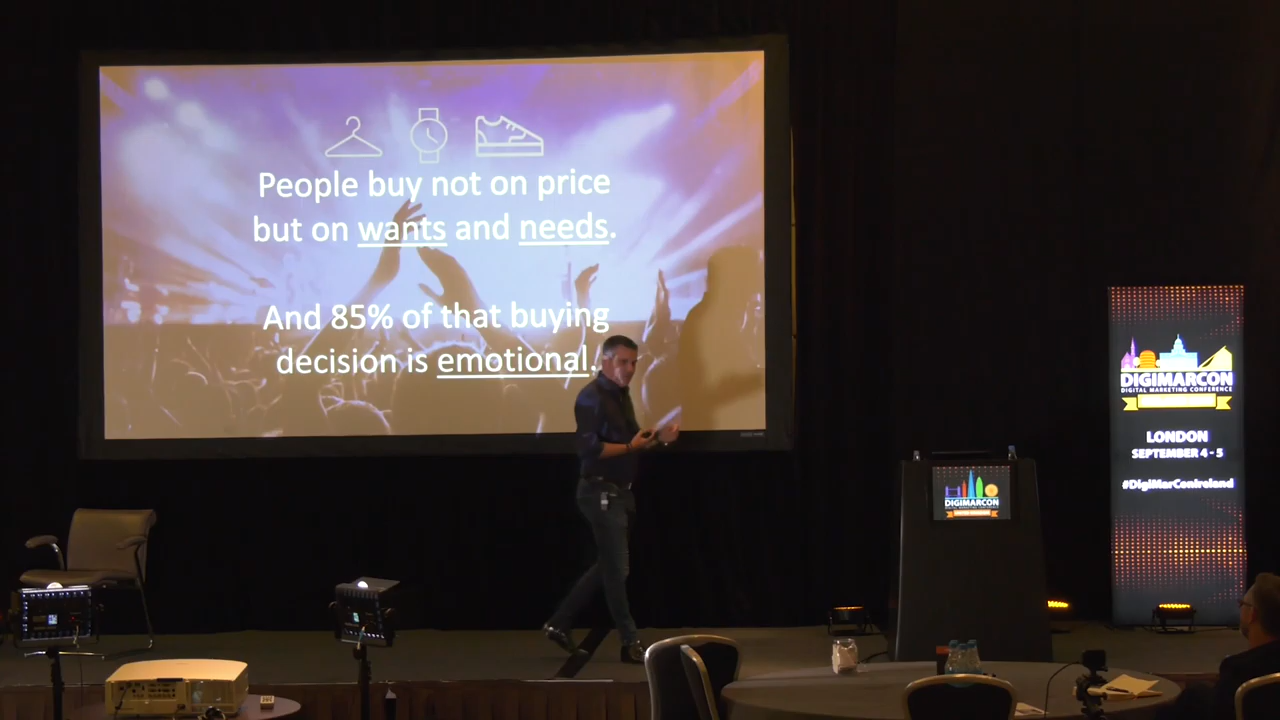 People buy not on price
but on wants and needs.
And 85% of that buying
decision is emotional.
DIGIMARCON
DIGITAL MARKETING CONFERENCE
LONDON
SEPTEMBER 4 - 5
#DigiMarConIreland
DIGIMARCON